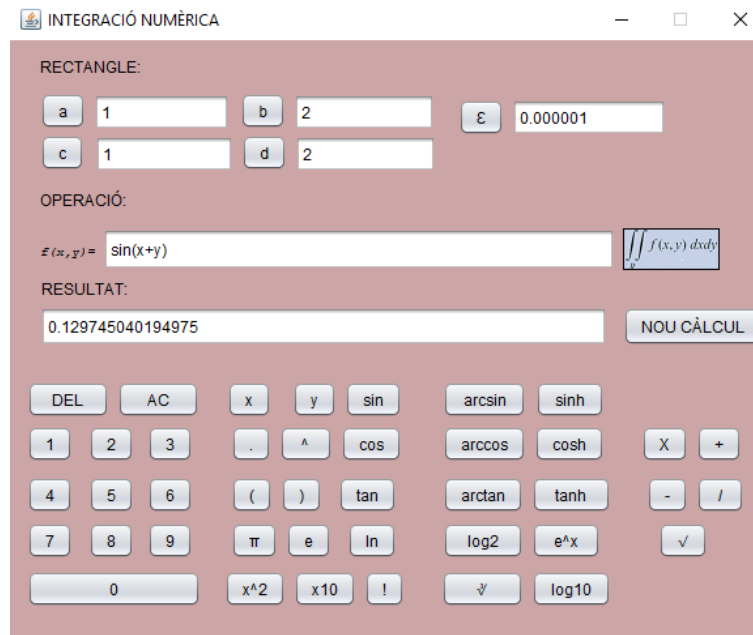 INTEGRACIÓ NUMÈRICA
RECTANGLE:
a 1 b 2 ε 0.000001
c 1 d 2
OPERACIÓ:
f(x,y)= sin(x+y) ∬ f(x,y) dxdy
R
RESULTAT:
0.129745040194975 NOU CÀLCUL
DEL AC x y sin arcsin sinh
1 2 3 . ^ cos arccos cosh X +
4 5 6 ( ) tan arctan tanh - /
7 8 9 π e ln log2 e^x √
0 x^2 x10 ! ∛ log10